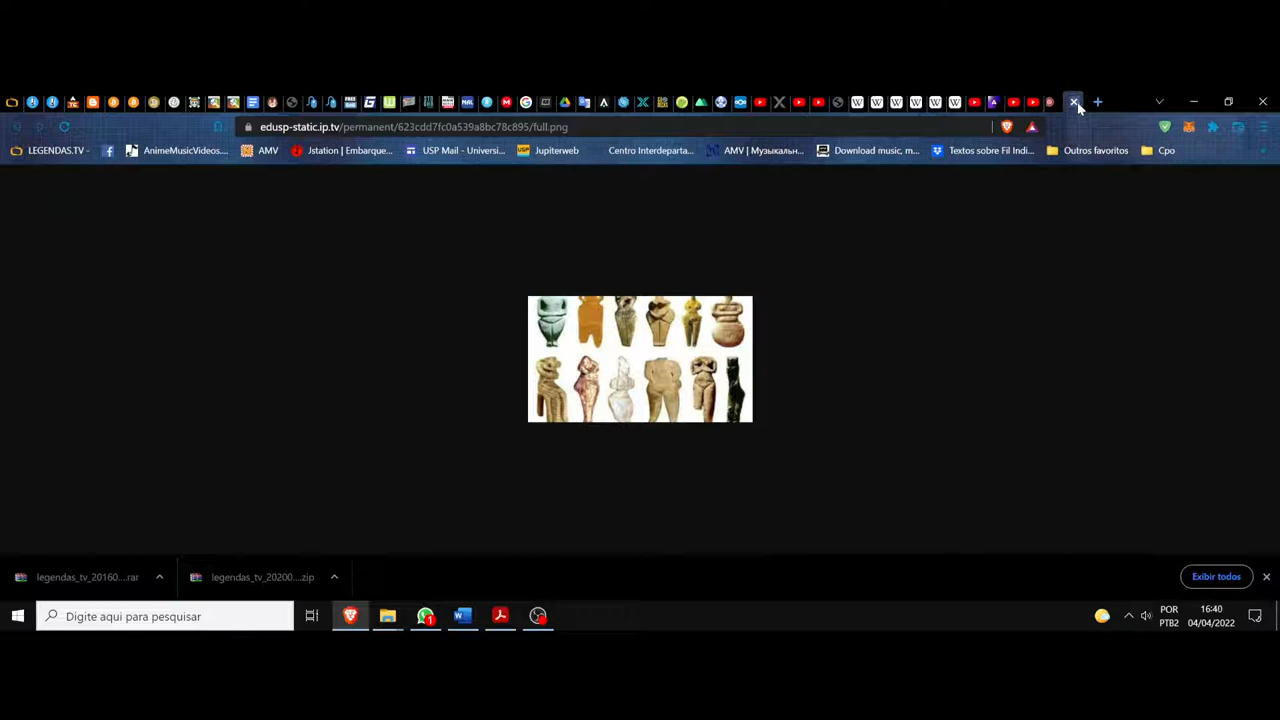 edusp-static.ip.tv/permanent/623cdd7fc0a539a8bc78c895/full.png
LEGENDAS.TV - AnimeMusicVideos.... AMV Jstation | Embarque... USP Mail - Universi... Jupiterweb Centro Interdeparta... AMV | Музыкальн... Download music, m... Textos sobre Fil Indi... Outros favoritos Cpo
legendas_tv_20160....rar legendas_tv_20200....zip Exibir todos
Digite aqui para pesquisar
1
POR
PTB2
16:40
04/04/2022